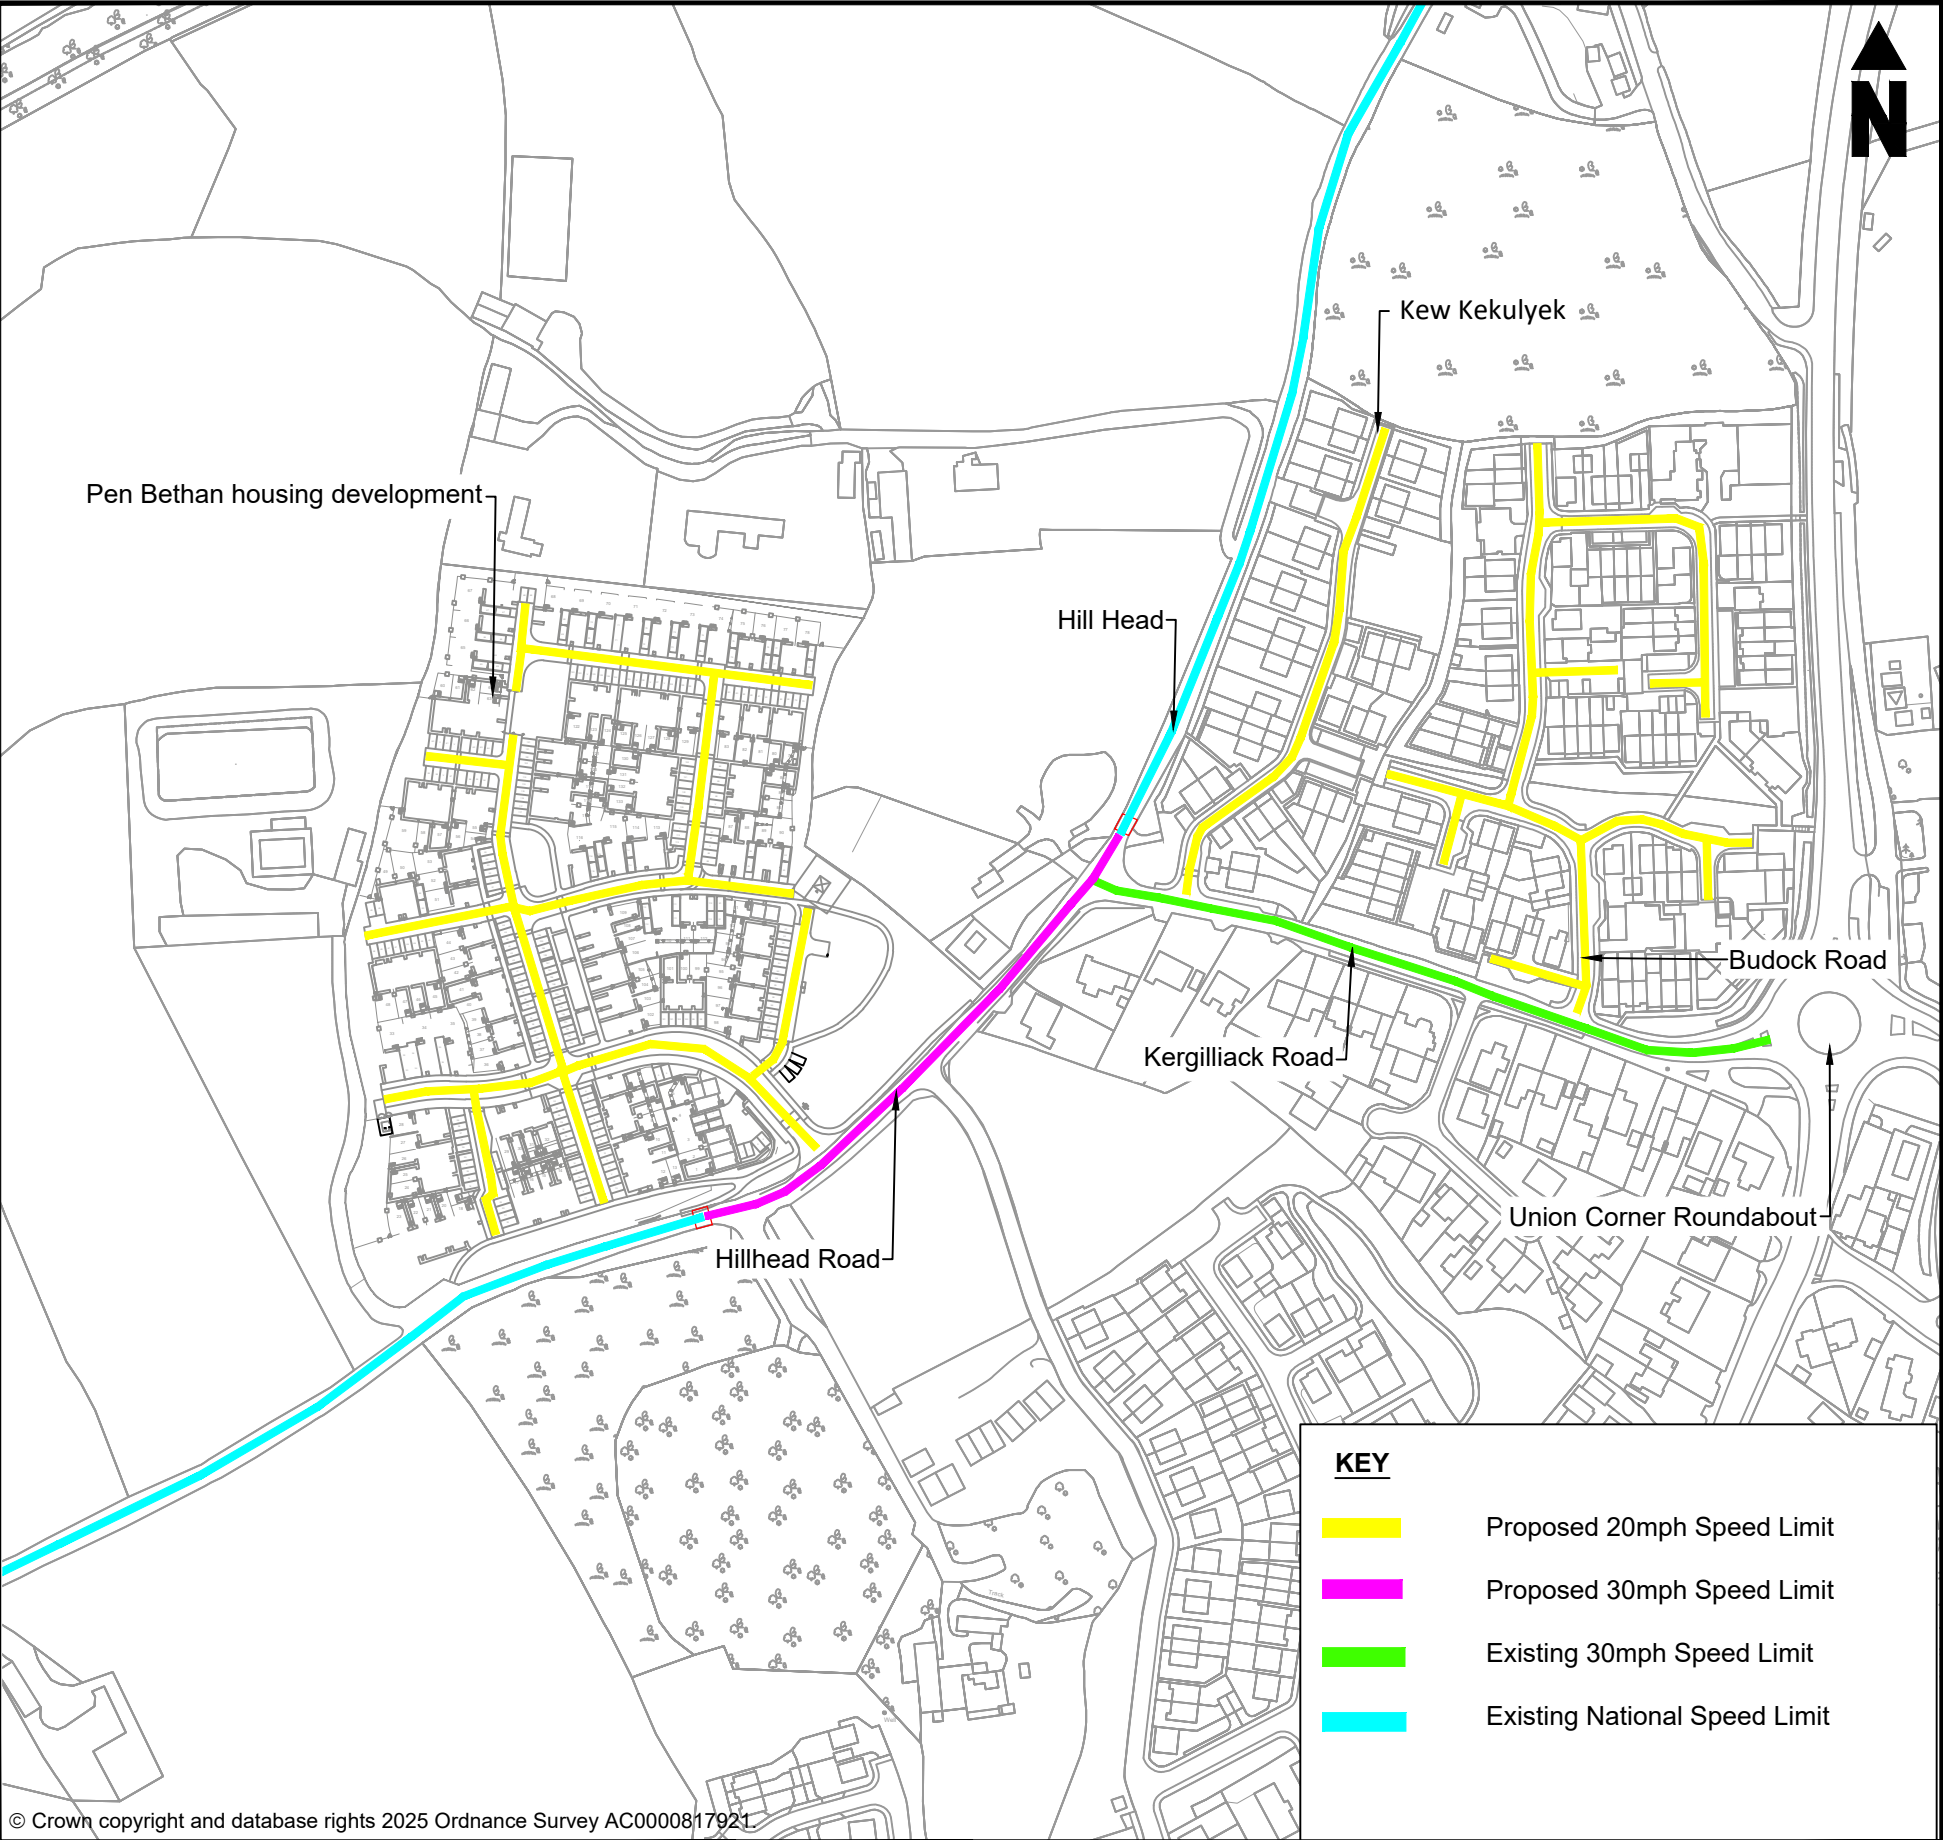 N
Kew Kekulyek
Pen Bethan housing development
Hill Head
Budock Road
Kergilliack Road
Union Corner Roundabout
Hillhead Road
KEY
Proposed 20mph Speed Limit
Proposed 30mph Speed Limit
Existing 30mph Speed Limit
Existing National Speed Limit
Track
© Crown copyright and database rights 2025 Ordnance Survey AC0000817921.